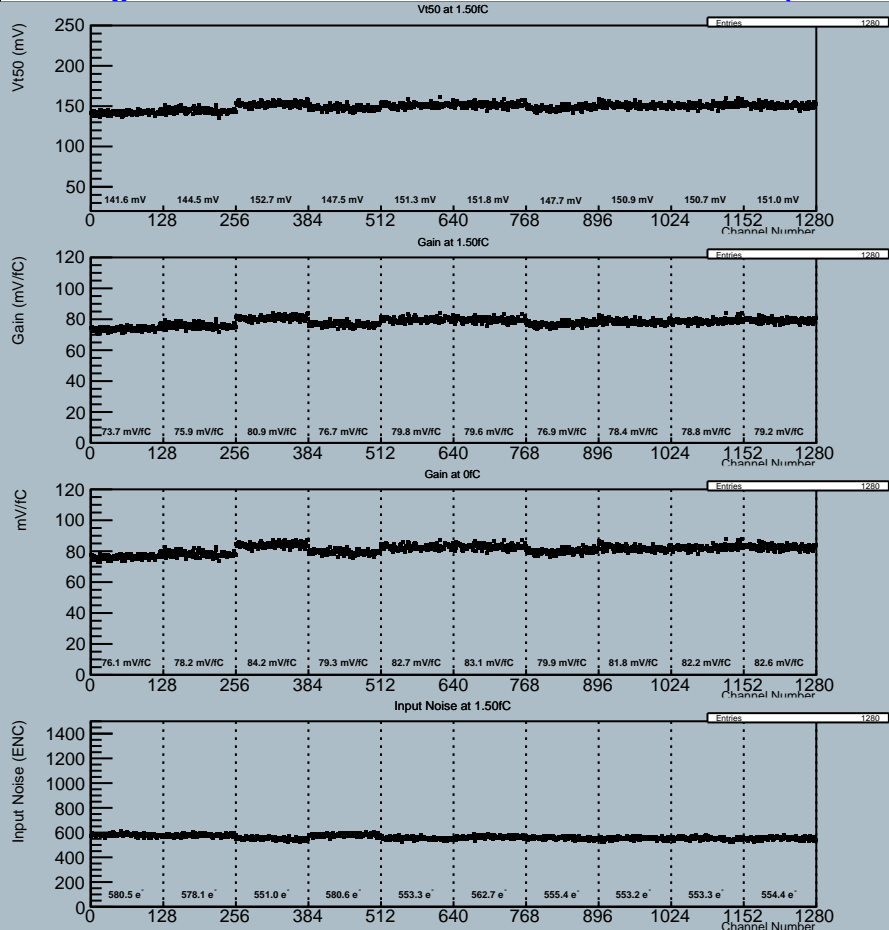 Vt50 at 1.50fC
Entries 1280
Vt50 (mV)
250
200
150
100
50
141.6 mV 144.5 mV 152.7 mV 147.5 mV 151.3 mV 151.8 mV 147.7 mV 150.9 mV 150.7 mV 151.0 mV
0 128 256 384 512 640 768 896 1024 1152 1280
Channel Number
Gain at 1.50fC
Entries 1280
Gain (mV/fC)
120
100
80
60
40
20
0
73.7 mV/fC 75.9 mV/fC 80.9 mV/fC 76.7 mV/fC 79.8 mV/fC 79.6 mV/fC 76.9 mV/fC 78.4 mV/fC 78.8 mV/fC 79.2 mV/fC
0 128 256 384 512 640 768 896 1024 1152 1280
Channel Number
Gain at 0fC
Entries 1280
mV/fC
120
100
80
60
40
20
0
76.1 mV/fC 78.2 mV/fC 84.2 mV/fC 79.3 mV/fC 82.7 mV/fC 83.1 mV/fC 79.9 mV/fC 81.8 mV/fC 82.2 mV/fC 82.6 mV/fC
0 128 256 384 512 640 768 896 1024 1152 1280
Channel Number
Input Noise at 1.50fC
Entries 1280
Input Noise (ENC)
1400
1200
1000
800
600
400
200
0
580.5 e⁻ 578.1 e⁻ 551.0 e⁻ 580.6 e⁻ 553.3 e⁻ 562.7 e⁻ 555.4 e⁻ 553.2 e⁻ 553.3 e⁻ 554.4 e⁻
0 128 256 384 512 640 768 896 1024 1152 1280
Channel Number